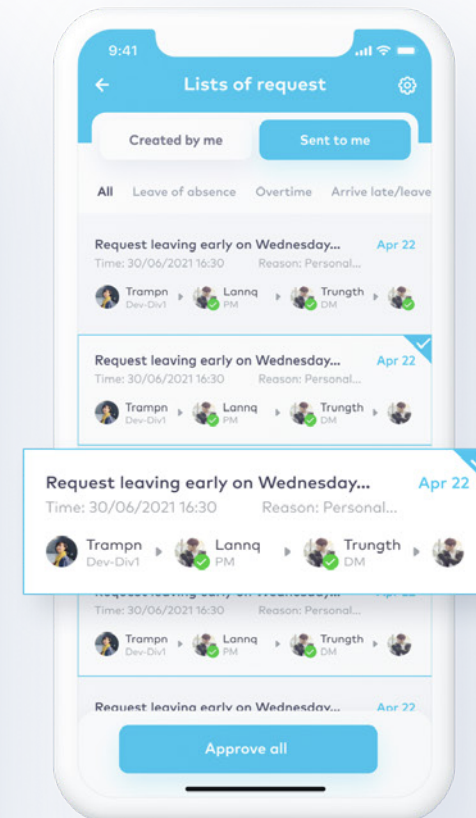 9:41
Lists of request
Created by me Sent to me
All Leave of absence Overtime Arrive late/leave
Request leaving early on Wednesday... Apr 22
Time: 30/06/2021 16:30 Reason: Personal...
Trampn Lannq Trungth
Dev-Div1 PM DM
Request leaving early on Wednesday... Apr 22
Time: 30/06/2021 16:30 Reason: Personal...
Trampn Lannq Trungth
Dev-Div1 PM DM
Request leaving early on Wednesday... Apr 22
Time: 30/06/2021 16:30 Reason: Personal...
Trampn Lannq Trungth
Dev-Div1 PM DM
Request leaving early on Wednesday...
Time: 30/06/2021 16:30 Reason: Personal...
Trampn Lannq Trungth
Dev-Div1 PM DM
Request leaving early on Wednesday... Apr 22
Approve all